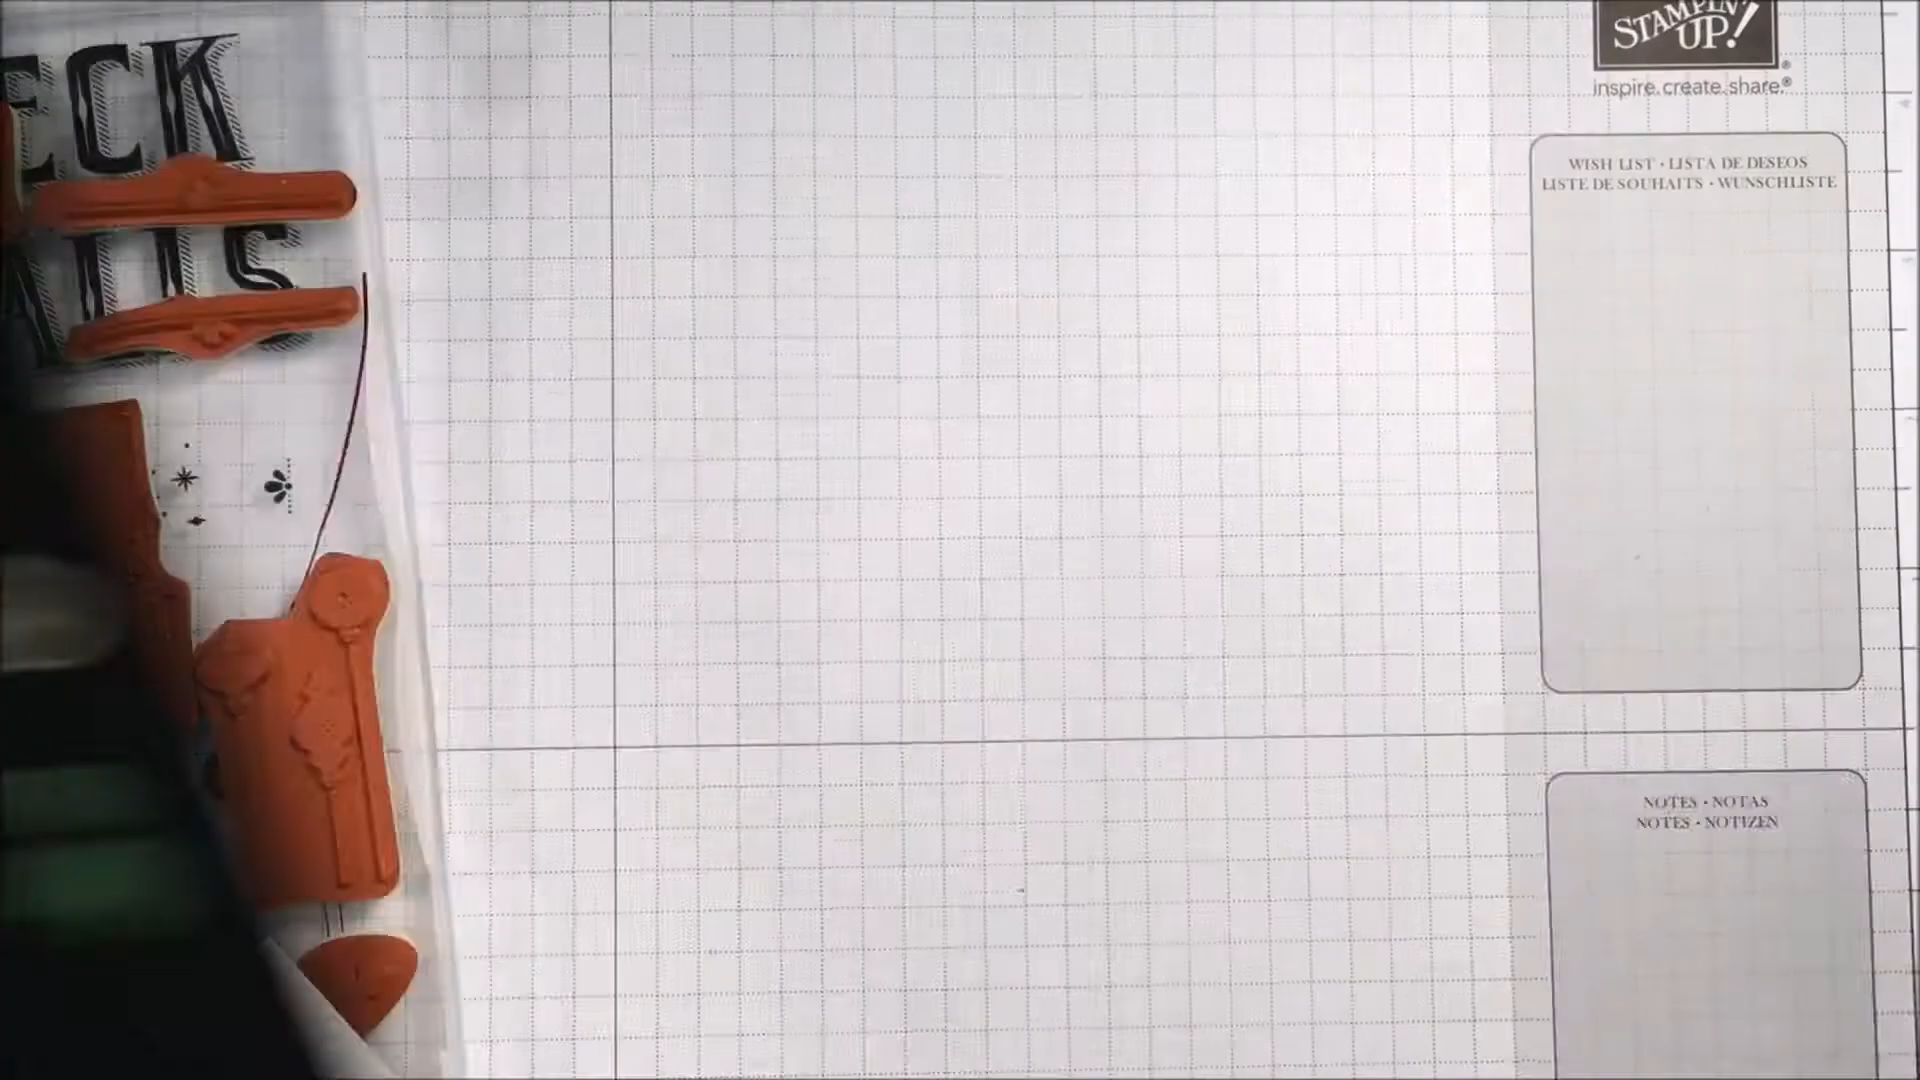 ECK
STAMPIN'
UP!®
inspire.create.share.®
WISH LIST • LISTA DE DESEOS
LISTE DE SOUHAITS • WUNSCHLISTE
NOTES • NOTAS
NOTES • NOTIZEN